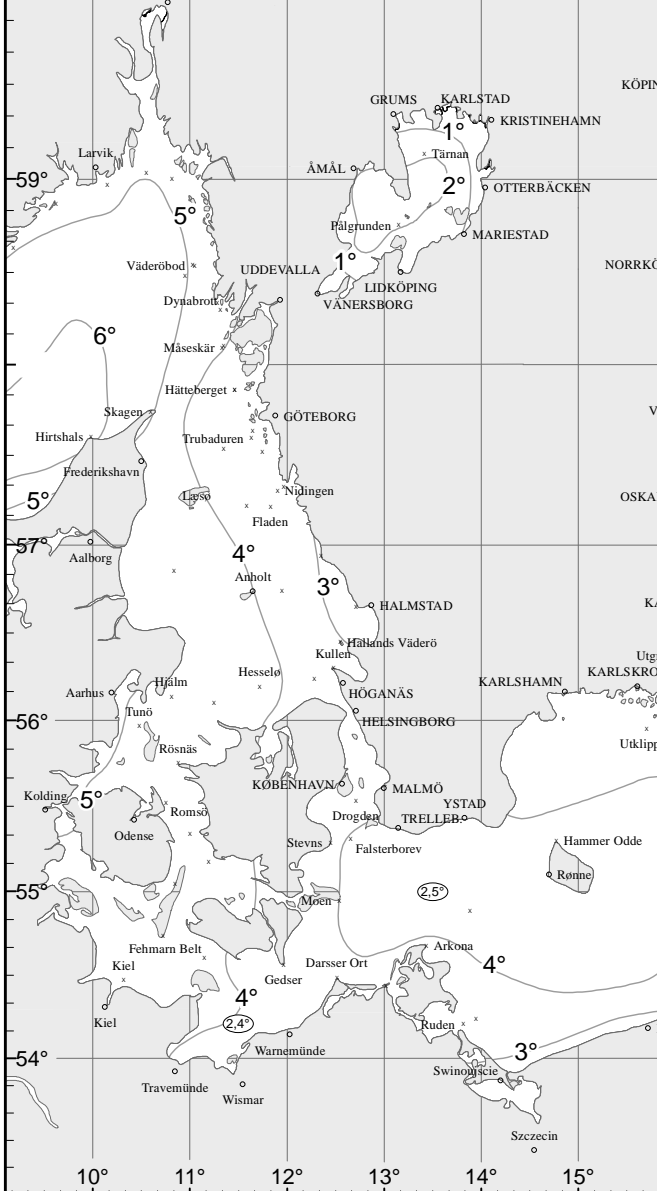 GRUMS
KARLSTAD
KÖPIN
KRISTINEHAMN
1°
Larvik
Tärnan
ÅMÅL
59°
2°
OTTERBÄCKEN
5°
Pålgrunden
MARIESTAD
1°
Väderöbod
UDDEVALLA
NORRKÖ
LIDKÖPING
Dynabrott
VÄNERSBORG
6°
Måseskär
Hätteberget
Skagen
GÖTEBORG
V
Hirtshals
Trubaduren
Frederikshavn
5°
Læsø
Nidingen
OSKA
Fladen
57°
Aalborg
4°
Anholt
3°
HALMSTAD
KA
Hallands Väderö
Kullen
Utg
Hjälm
Hesselø
KARLSHAMN
KARLSKRO
Aarhus
HÖGANÄS
Tunö
56°
HELSINGBORG
Rösnäs
Utklipp
KØBENHAVN
MALMÖ
Kolding
5°
YSTAD
Romsö
Drogden
TRELLEB.
Odense
Stevns
Falsterborev
Hammer Odde
Rønne
55°
2,5°
Moen
Fehmarn Belt
Arkona
Kiel
Darsser Ort
4°
Gedser
4°
Kiel
2,4°
Ruden
Warnemünde
3°
54°
Swinoujscie
Travemünde
Wismar
Szczecin
10°
11°
12°
13°
14°
15°